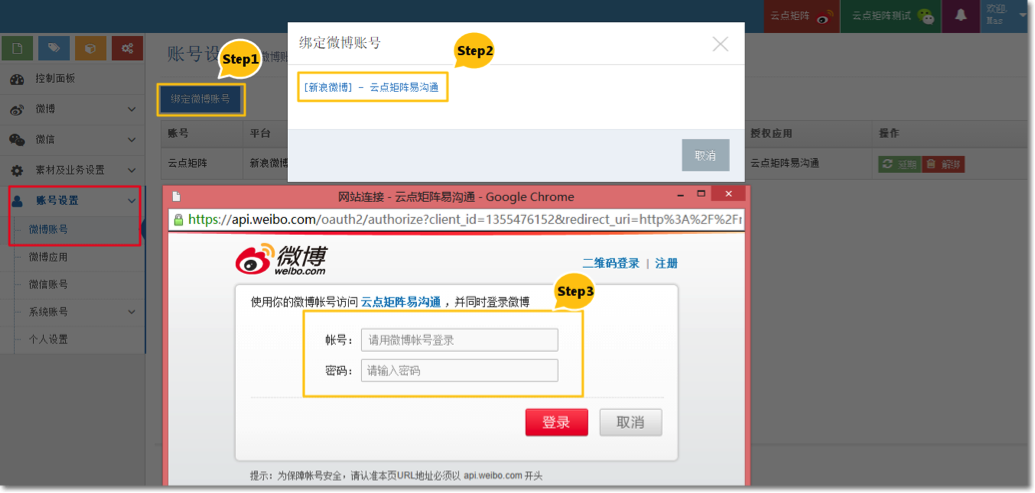 云点矩阵
云点矩阵测试
欢迎,
Haz
控制面板
微博
微信
素材及业务设置
账号设置
微博账号
微博应用
微信账号
系统账号
个人设置
账号设
微博账
Step1
绑定微博账号
账号
平台
授权应用
操作
云点矩阵
新浪微博
云点矩阵易沟通
绑定微博账号
Step2
[新浪微博] - 云点矩阵易沟通
取消
网站连接 - 云点矩阵易沟通 - Google Chrome
https://api.weibo.com/oauth2/authorize?client_id=1355476152&redirect_uri=http%3A%2F%2Fr
微博
weibo.com
二维码登录 | 注册
Step3
使用你的微博帐号访问 云点矩阵易沟通 ，并同时登录微博
帐号： 请用微博帐号登录
密码： 请输入密码
登录 取消
提示：为保障帐号安全，请认准本页URL地址必须以 api.weibo.com 开头